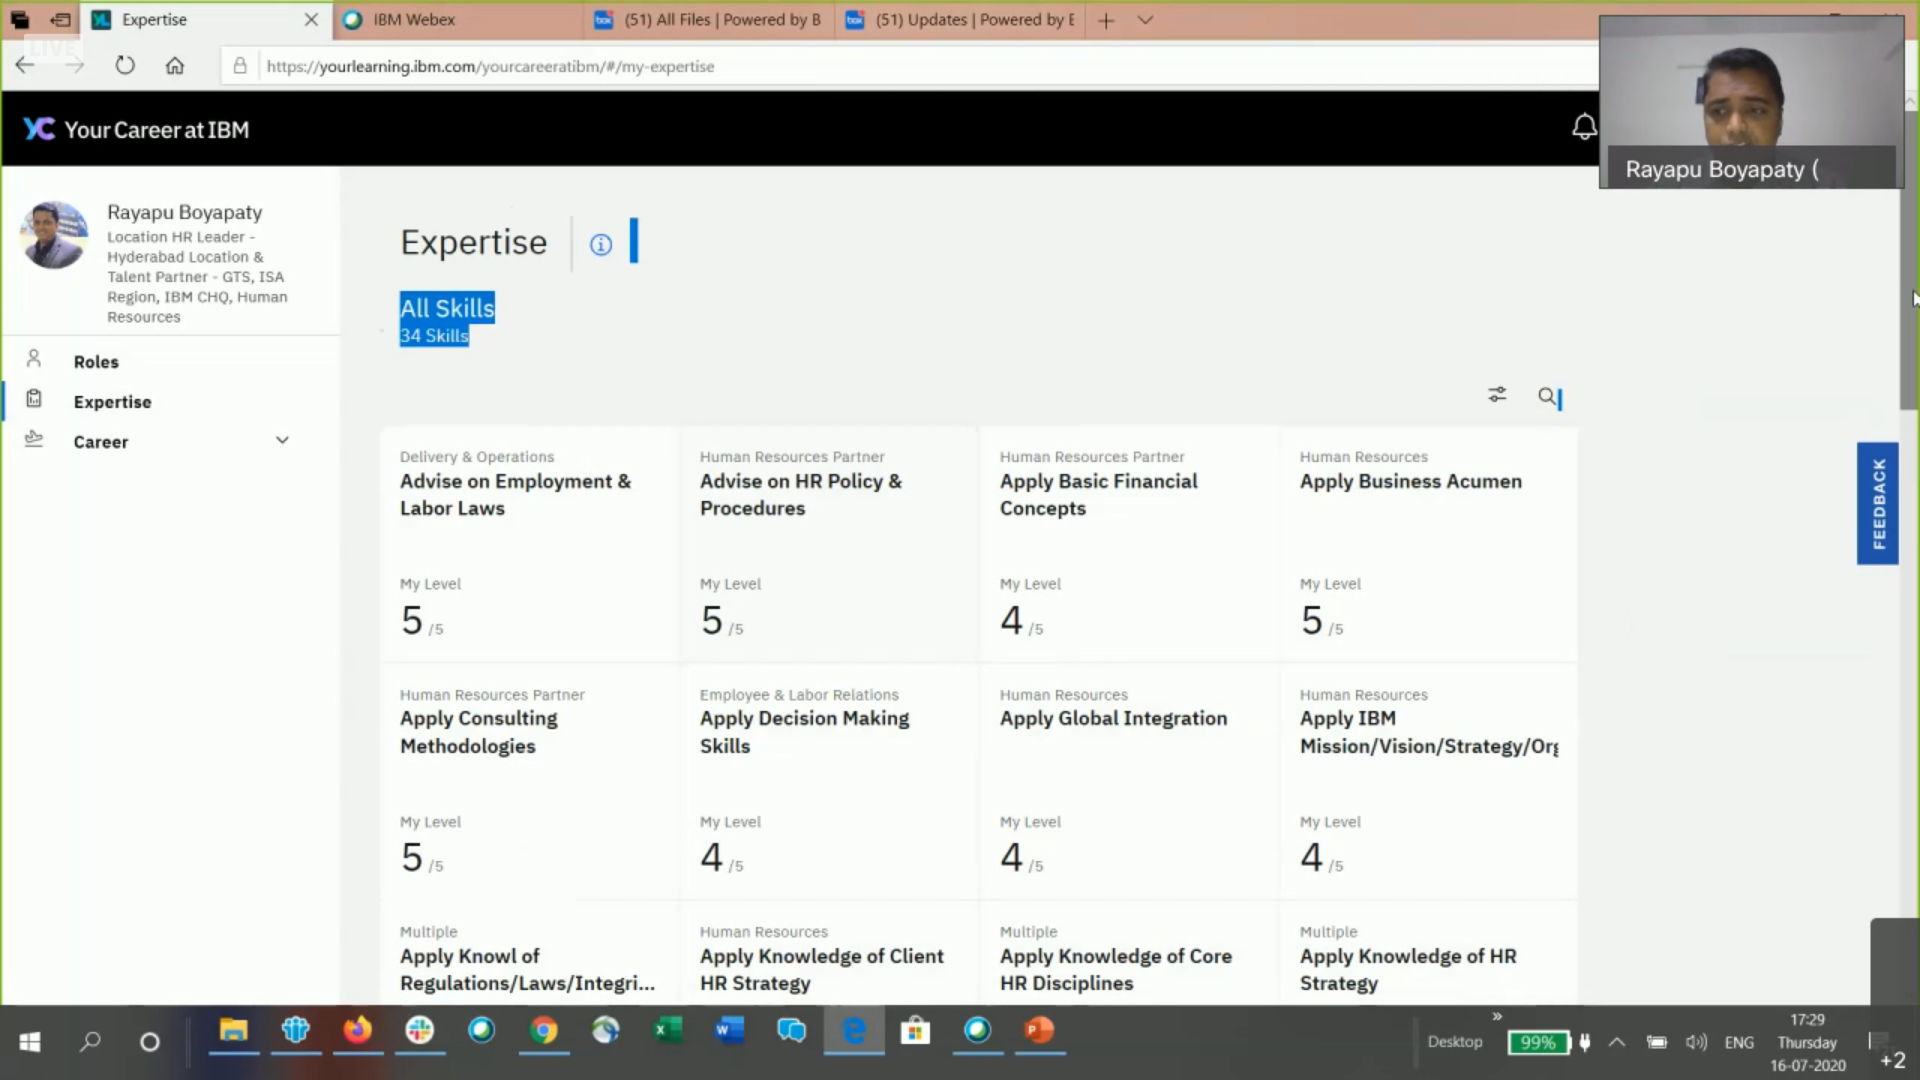 Expertise
IBM Webex
(51) All Files | Powered by B
(51) Updates | Powered by E
LIVE
https://yourlearning.ibm.com/yourcareeratibm/#/my-expertise
YC Your Career at IBM
Rayapu Boyapaty (
Rayapu Boyapaty
Location HR Leader -
Hyderabad Location &
Talent Partner - GTS, ISA
Region, IBM CHQ, Human
Resources
Roles
Expertise
Career
Expertise
All Skills
34 Skills
Delivery & Operations
Advise on Employment &
Labor Laws
My Level
5 /5
Human Resources Partner
Advise on HR Policy &
Procedures
My Level
5 /5
Human Resources Partner
Apply Basic Financial
Concepts
My Level
4 /5
Human Resources
Apply Business Acumen
My Level
5 /5
Human Resources Partner
Apply Consulting
Methodologies
My Level
5 /5
Employee & Labor Relations
Apply Decision Making
Skills
My Level
4 /5
Human Resources
Apply Global Integration
My Level
4 /5
Human Resources
Apply IBM
Mission/Vision/Strategy/Org
My Level
4 /5
Multiple
Apply Knowl of
Regulations/Laws/Integri...
Human Resources
Apply Knowledge of Client
HR Strategy
Multiple
Apply Knowledge of Core
HR Disciplines
Multiple
Apply Knowledge of HR
Strategy
FEEDBACK
Desktop
99%
ENG
17:29
Thursday
16-07-2020
+2